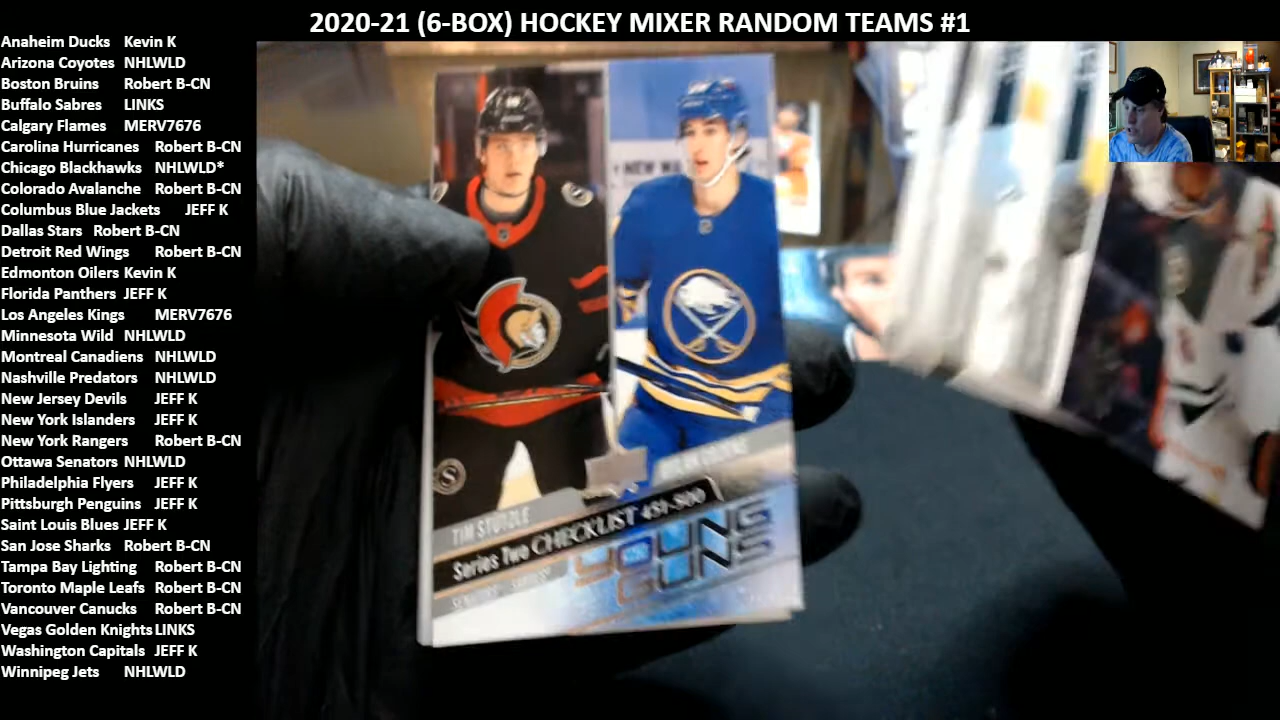 2020-21 (6-BOX) HOCKEY MIXER RANDOM TEAMS #1
Anaheim Ducks Kevin K
Arizona Coyotes NHLWLD
Boston Bruins Robert B-CN
Buffalo Sabres LINKS
Calgary Flames MERV7676
Carolina Hurricanes Robert B-CN
Chicago Blackhawks NHLWLD*
Colorado Avalanche Robert B-CN
Columbus Blue Jackets JEFF K
Dallas Stars Robert B-CN
Detroit Red Wings Robert B-CN
Edmonton Oilers Kevin K
Florida Panthers JEFF K
Los Angeles Kings MERV7676
Minnesota Wild NHLWLD
Montreal Canadiens NHLWLD
Nashville Predators NHLWLD
New Jersey Devils JEFF K
New York Islanders JEFF K
New York Rangers Robert B-CN
Ottawa Senators NHLWLD
Philadelphia Flyers JEFF K
Pittsburgh Penguins JEFF K
Saint Louis Blues JEFF K
San Jose Sharks Robert B-CN
Tampa Bay Lighting Robert B-CN
Toronto Maple Leafs Robert B-CN
Vancouver Canucks Robert B-CN
Vegas Golden Knights LINKS
Washington Capitals JEFF K
Winnipeg Jets NHLWLD
TIM STÜTZLE
Series Two CHECKLIST 451-500
YOUNG
GUNS